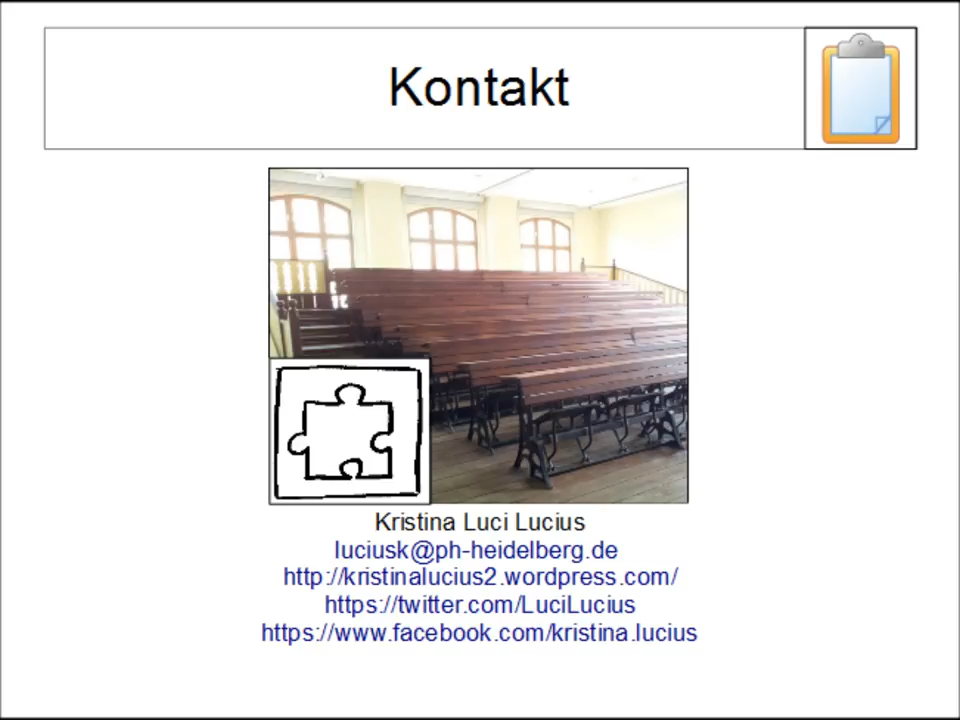 Kontakt
Kristina Luci Lucius
luciusk@ph-heidelberg.de
http://kristinalucius2.wordpress.com/
https://twitter.com/LuciLucius
https://www.facebook.com/kristina.lucius